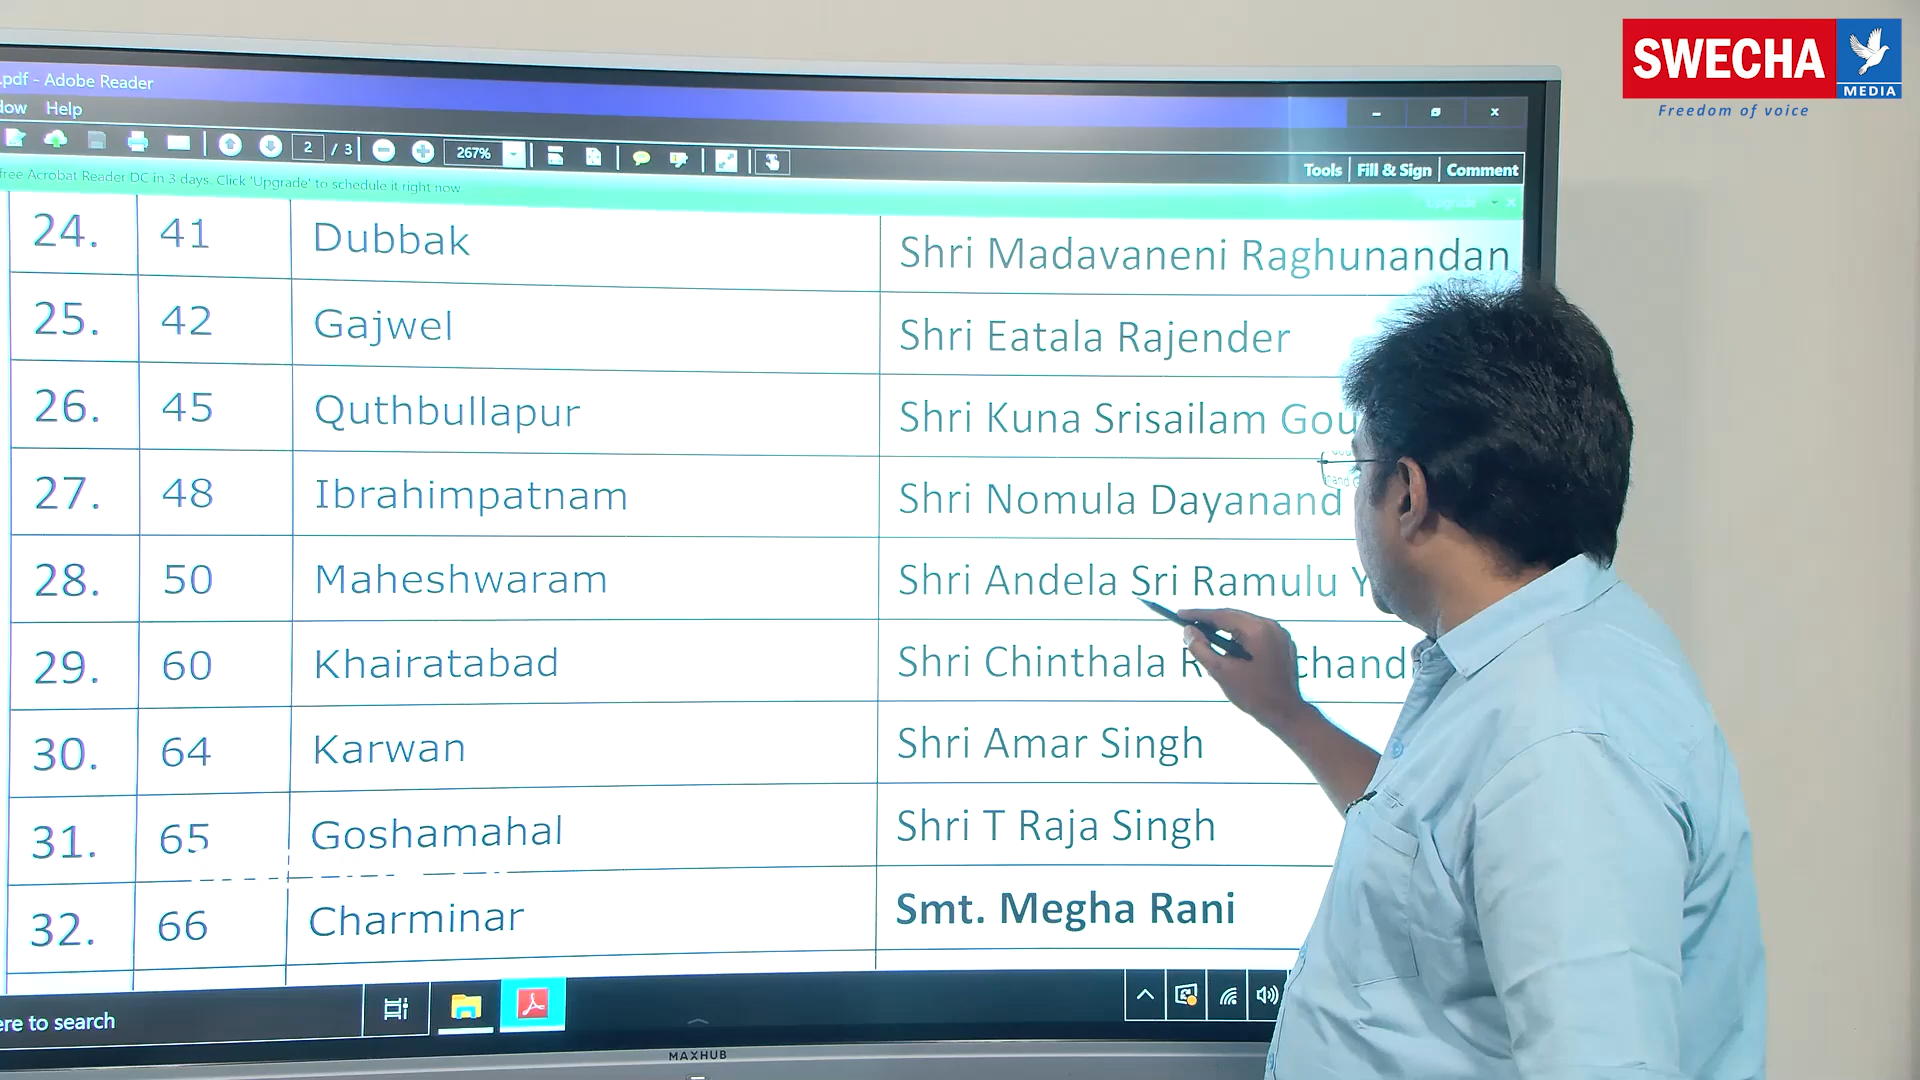 SWECHA
MEDIA
Freedom of voice
.pdf - Adobe Reader
dow Help
2 / 3 267%
Tools Fill & Sign Comment
free Acrobat Reader DC in 3 days. Click 'Upgrade' to schedule it right now
Upgrade
24. 41 Dubbak Shri Madavaneni Raghunandan
25. 42 Gajwel Shri Eatala Rajender
26. 45 Quthbullapur Shri Kuna Srisailam Gou
27. 48 Ibrahimpatnam Shri Nomula Dayanand
28. 50 Maheshwaram Shri Andela Sri Ramulu Y
29. 60 Khairatabad Shri Chinthala R chand
30. 64 Karwan Shri Amar Singh
31. 65 Goshamahal Shri T Raja Singh
32. 66 Charminar Smt. Megha Rani
ere to search
MAXHUB